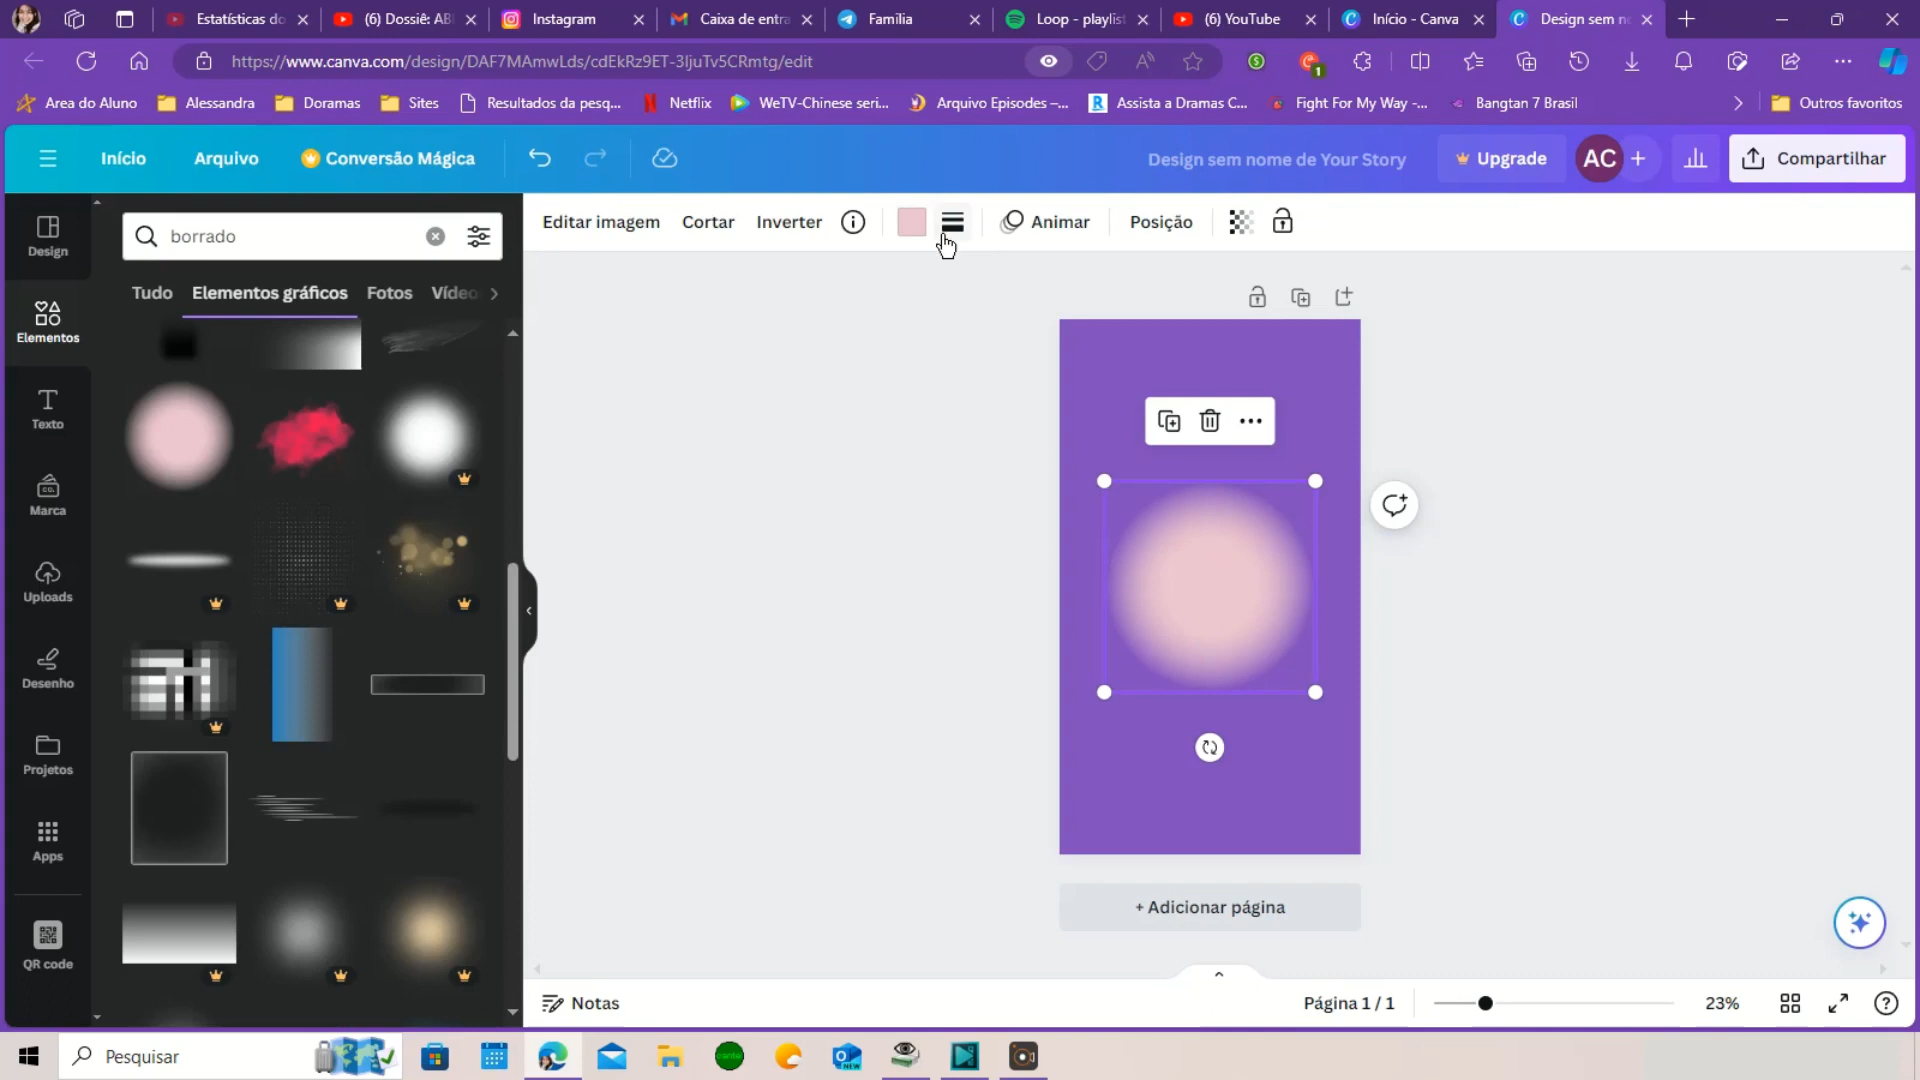 Estatísticas do
(6) Dossiê: AB
Instagram
Caixa de entra
Familia
Loop - playlist
(6) YouTube
Início - Canva
Design sem n
https://www.canva.com/design/DAF7MAmwLds/cdEkRz9ET-3ljuTv5CRmtg/edit
1
Area do Aluno
Alessandra
Doramas
Sites
Resultados da pesq...
Netflix
WeTV-Chinese seri...
Arquivo Episodes –...
Assista a Dramas C...
Fight For My Way -...
Bangtan 7 Brasil
Outros favoritos
Início
Arquivo
Conversão Mágica
Design sem nome de Your Story
Upgrade
AC
+
Compartilhar
Design
Elementos
Texto
Marca
Uploads
Desenho
Projetos
Apps
QR code
borrado
Tudo
Elementos gráficos
Fotos
Vídeo
Editar imagem
Cortar
Inverter
Animar
Posição
+ Adicionar página
Notas
Página 1 / 1
23%
Pesquisar
NEW